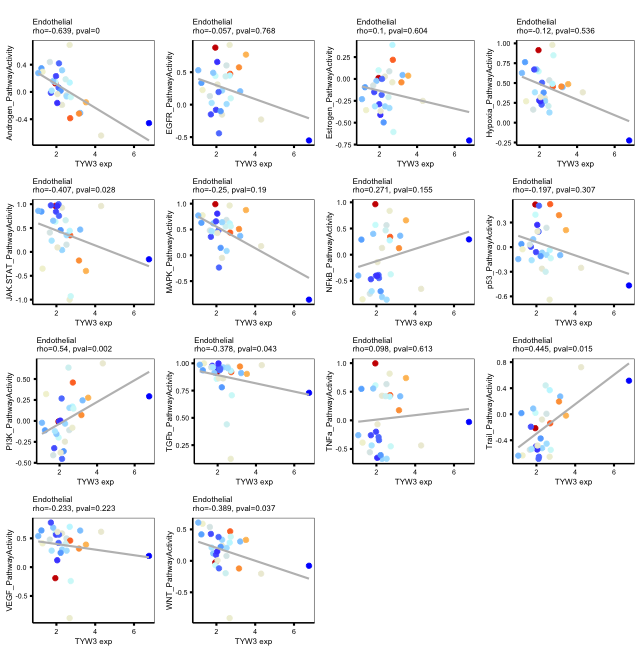 Endothelial
rho=-0.639, pval=0
Androgen_PathwayActivity
0.4
0.0
-0.4
2
4
6
TYW3 exp
Endothelial
rho=-0.057, pval=0.768
EGFR_PathwayActivity
0.5
0.0
-0.5
2
4
6
TYW3 exp
Endothelial
rho=0.1, pval=0.604
Estrogen_PathwayActivity
0.25
0.00
-0.25
-0.50
-0.75
2
4
6
TYW3 exp
Endothelial
rho=-0.12, pval=0.536
Hypoxia_PathwayActivity
1.00
0.75
0.50
0.25
0.00
-0.25
2
4
6
TYW3 exp
Endothelial
rho=-0.407, pval=0.028
JAK.STAT_PathwayActivity
1.0
0.5
0.0
-0.5
-1.0
2
4
6
TYW3 exp
Endothelial
rho=-0.25, pval=0.19
MAPK_PathwayActivity
1.0
0.5
0.0
-0.5
2
4
6
TYW3 exp
Endothelial
rho=0.271, pval=0.155
NFkB_PathwayActivity
1.0
0.5
0.0
-0.5
2
4
6
TYW3 exp
Endothelial
rho=-0.197, pval=0.307
p53_PathwayActivity
0.3
0.0
-0.3
-0.6
2
4
6
TYW3 exp
Endothelial
rho=0.54, pval=0.002
PI3K_PathwayActivity
0.50
0.25
0.00
-0.25
-0.50
2
4
6
TYW3 exp
Endothelial
rho=-0.378, pval=0.043
TGFb_PathwayActivity
1.00
0.75
0.50
0.25
2
4
6
TYW3 exp
Endothelial
rho=0.098, pval=0.613
TNFa_PathwayActivity
1.0
0.5
0.0
-0.5
2
4
6
TYW3 exp
Endothelial
rho=0.445, pval=0.015
Trail_PathwayActivity
0.8
0.4
0.0
-0.4
2
4
6
TYW3 exp
Endothelial
rho=-0.233, pval=0.223
VEGF_PathwayActivity
0.5
0.0
-0.5
2
4
6
TYW3 exp
Endothelial
rho=-0.389, pval=0.037
WNT_PathwayActivity
0.5
0.0
-0.5
2
4
6
TYW3 exp